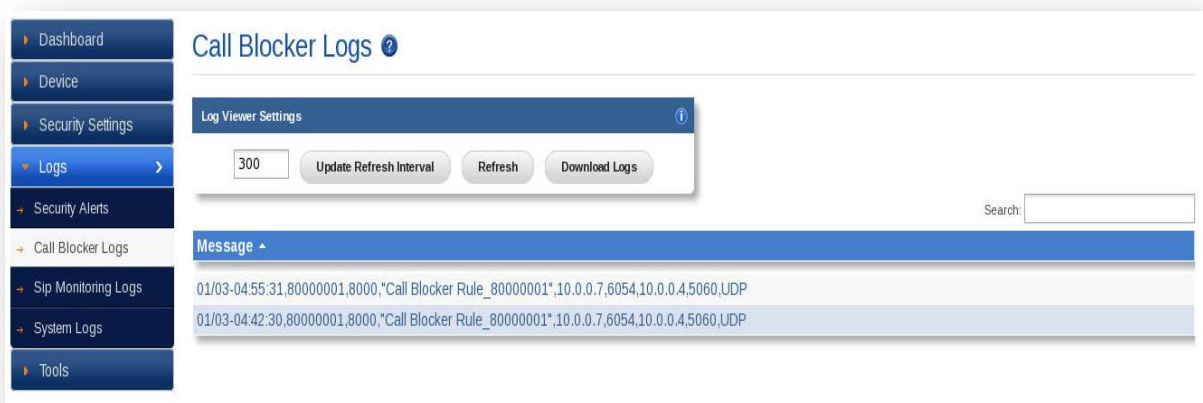 Dashboard
Device
Security Settings
Logs
Security Alerts
Call Blocker Logs
Sip Monitoring Logs
System Logs
Tools
Call Blocker Logs ?
Log Viewer Settings i
300 Update Refresh Interval Refresh Download Logs
Search:
Message
01/03-04:55:31,80000001,8000,"Call Blocker Rule_80000001",10.0.0.7,6054,10.0.0.4,5060,UDP
01/03-04:42:30,80000001,8000,"Call Blocker Rule_80000001",10.0.0.7,6054,10.0.0.4,5060,UDP